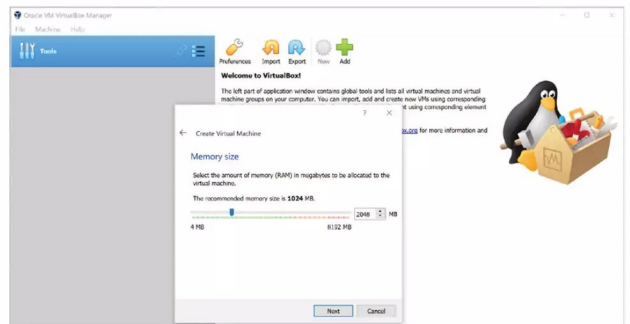 Oracle VM VirtualBox Manager
File Machine Help
Tools
Preferences Import Export New Add
Welcome to VirtualBox!
The left part of application window contains global tools and lists all virtual machines and virtual
machine groups on your computer. You can import, add and create new VMs using corresponding
using corresponding element
for more information and
? ×
← Create Virtual Machine
Memory size
Select the amount of memory (RAM) in megabytes to be allocated to the
virtual machine.
The recommended memory size is 1024 MB.
2048 MB
4 MB 8192 MB
Next Cancel
VM